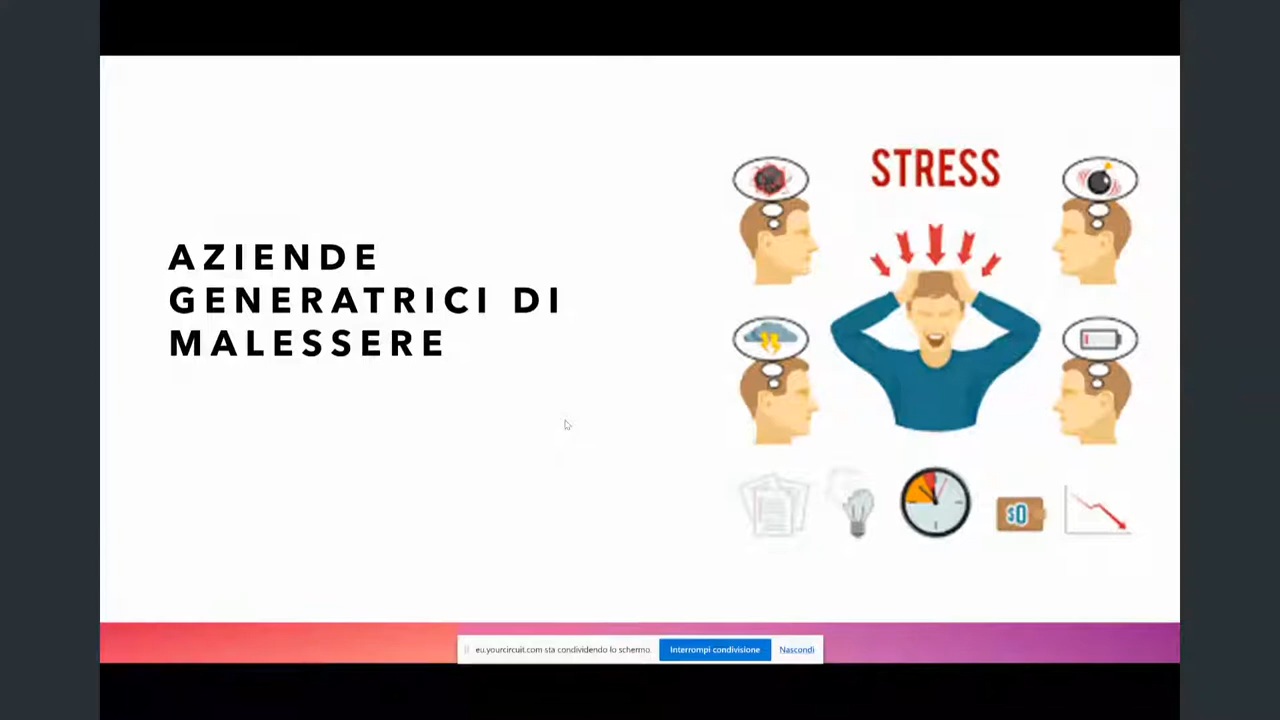 AZIENDE
GENERATRICI DI
MALESSERE
STRESS
$0
eu.yourcircuit.com sta condividendo lo schermo.
Interrompi condivisione
Nascondi